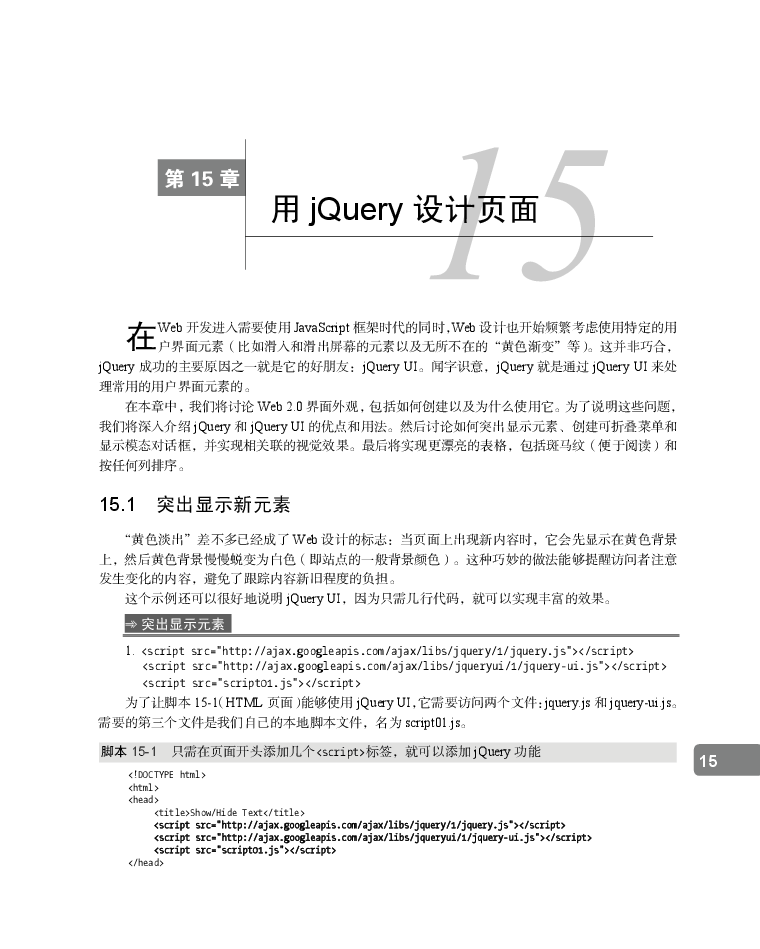 15
第 15 章
用 jQuery 设计页面
在Web 开发进入需要使用 JavaScript 框架时代的同时,Web 设计也开始频繁考虑使用特定的用
户界面元素（比如滑入和滑出屏幕的元素以及无所不在的“黄色渐变”等）。这并非巧合，
jQuery 成功的主要原因之一就是它的好朋友：jQuery UI。闻字识意，jQuery 就是通过 jQuery UI 来处
理常用的用户界面元素的。
在本章中，我们将讨论 Web 2.0 界面外观，包括如何创建以及为什么使用它。为了说明这些问题，
我们将深入介绍 jQuery 和 jQuery UI 的优点和用法。然后讨论如何突出显示元素、创建可折叠菜单和
显示模态对话框，并实现相关联的视觉效果。最后将实现更漂亮的表格，包括斑马纹（便于阅读）和
按任何列排序。
15.1 突出显示新元素
“黄色淡出”差不多已经成了 Web 设计的标志：当页面上出现新内容时，它会先显示在黄色背景
上，然后黄色背景慢慢蜕变为白色（即站点的一般背景颜色）。这种巧妙的做法能够提醒访问者注意
发生变化的内容，避免了跟踪内容新旧程度的负担。
这个示例还可以很好地说明 jQuery UI，因为只需几行代码，就可以实现丰富的效果。
突出显示元素
1. <script src="http://ajax.googleapis.com/ajax/libs/jquery/1/jquery.js"></script>
<script src="http://ajax.googleapis.com/ajax/libs/jqueryui/1/jquery-ui.js"></script>
<script src="script01.js"></script>
为了让脚本 15-1（HTML 页面）能够使用 jQuery UI，它需要访问两个文件：jquery.js 和 jquery-ui.js。
需要的第三个文件是我们自己的本地脚本文件，名为 script01.js。
脚本 15-1 只需在页面开头添加几个<script>标签，就可以添加 jQuery 功能
15
<!DOCTYPE html>
<html>
<head>
<title>Show/Hide Text</title>
<script src="http://ajax.googleapis.com/ajax/libs/jquery/1/jquery.js"></script>
<script src="http://ajax.googleapis.com/ajax/libs/jqueryui/1/jquery-ui.js"></script>
<script src="script01.js"></script>
</head>